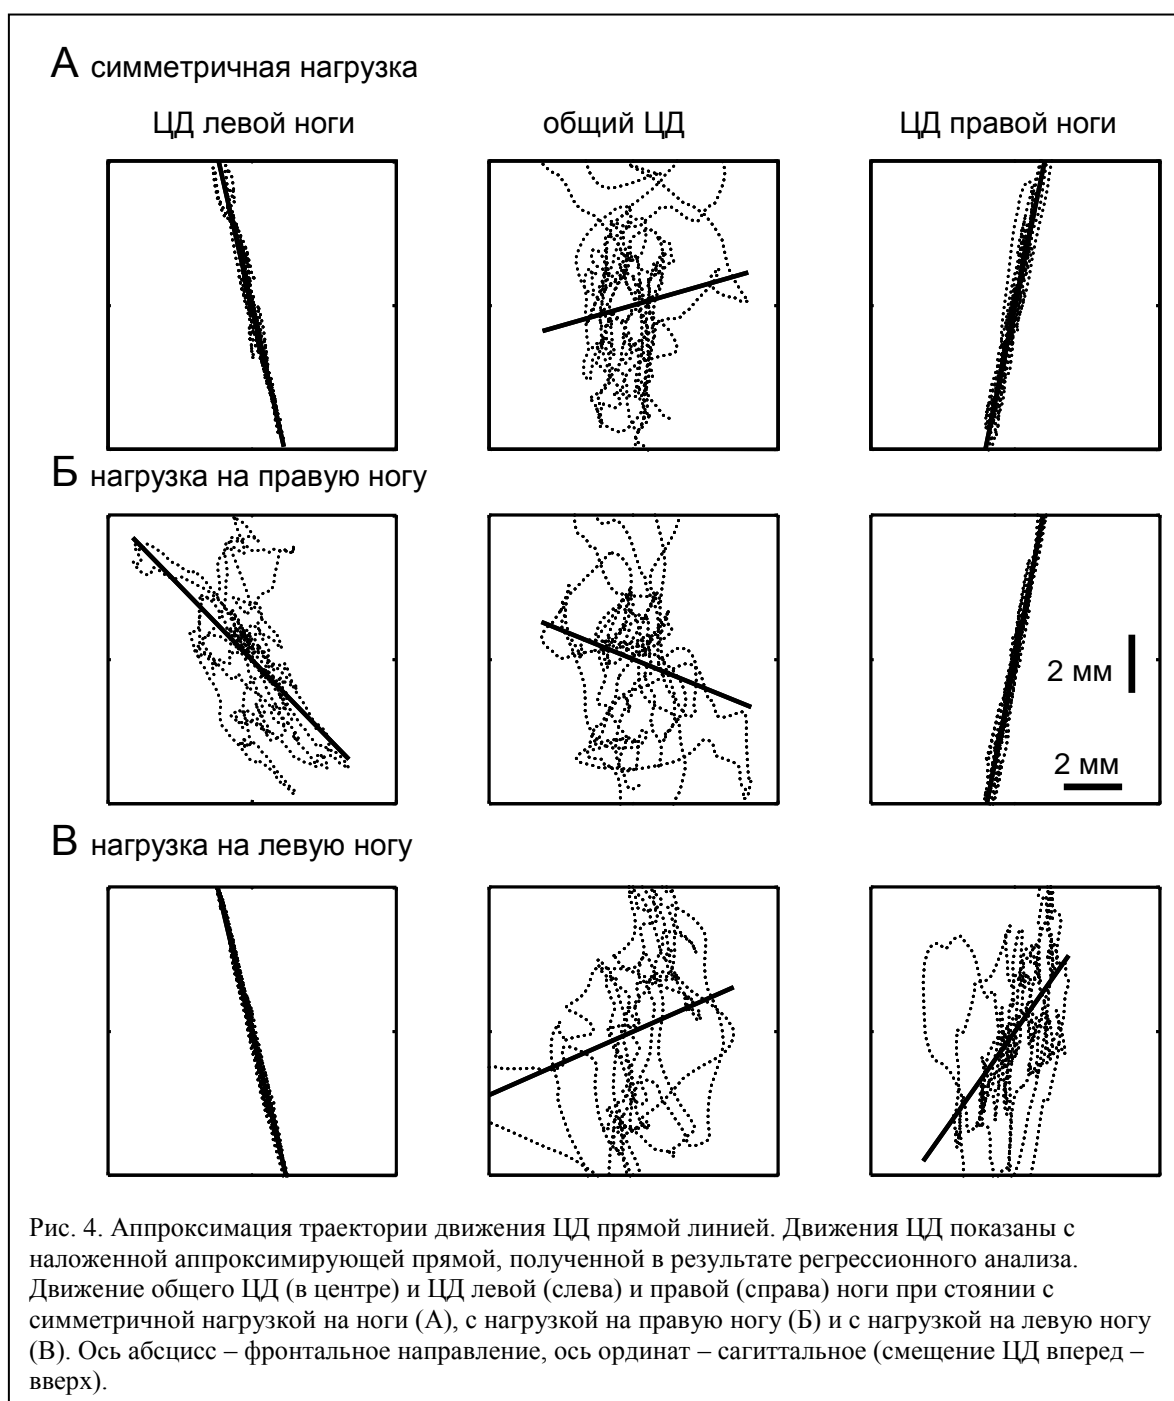 А симметричная нагрузка
ЦД левой ноги общий ЦД ЦД правой ноги
Б нагрузка на правую ногу
2 мм
2 мм
В нагрузка на левую ногу
Рис. 4. Аппроксимация траектории движения ЦД прямой линией. Движения ЦД показаны с
наложенной аппроксимирующей прямой, полученной в результате регрессионного анализа.
Движение общего ЦД (в центре) и ЦД левой (слева) и правой (справа) ноги при стоянии с
симметричной нагрузкой на ноги (А), с нагрузкой на правую ногу (Б) и с нагрузкой на левую ногу
(В). Ось абсцисс – фронтальное направление, ось ординат – сагиттальное (смещение ЦД вперед –
вверх).